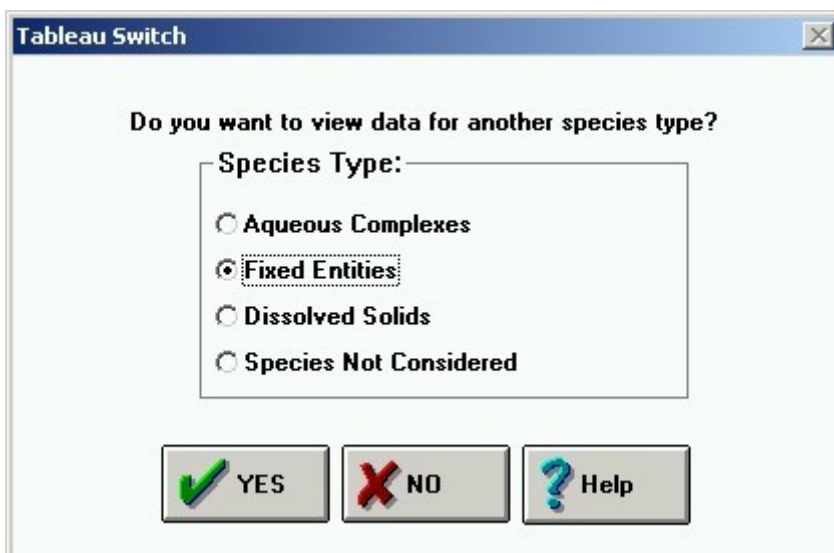 Tableau Switch
Do you want to view data for another species type?
Species Type:
Aqueous Complexes
Fixed Entities
Dissolved Solids
Species Not Considered
YES
NO
Help